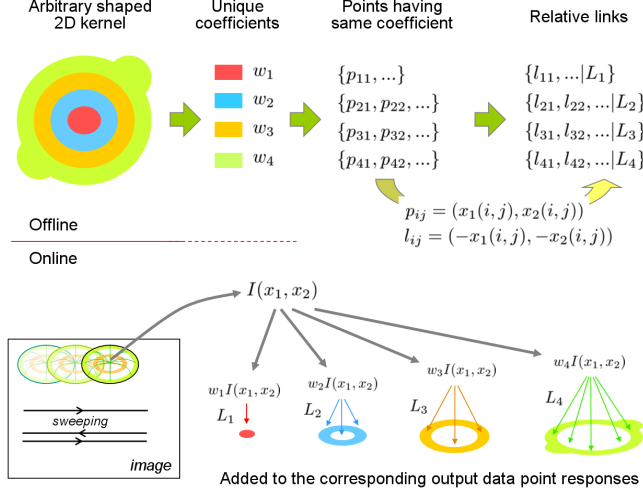 Arbitrary shaped
2D kernel
Unique
coefficients
Points having
same coefficient
Relative links
w₁
w₂
w₃
w₄
{p₁₁, ...}
{p₂₁, p₂₂, ...}
{p₃₁, p₃₂, ...}
{p₄₁, p₄₂, ...}
{l₁₁, ...|L₁}
{l₂₁, l₂₂, ...|L₂}
{l₃₁, l₃₂, ...|L₃}
{l₄₁, l₄₂, ...|L₄}
pᵢⱼ = (x₁(i, j), x₂(i, j))
lᵢⱼ = (−x₁(i, j), −x₂(i, j))
Offline
Online
I(x₁, x₂)
w₁I(x₁, x₂)
w₂I(x₁, x₂)
w₃I(x₁, x₂)
w₄I(x₁, x₂)
L₁
L₂
L₃
L₄
sweeping
image
Added to the corresponding output data point responses